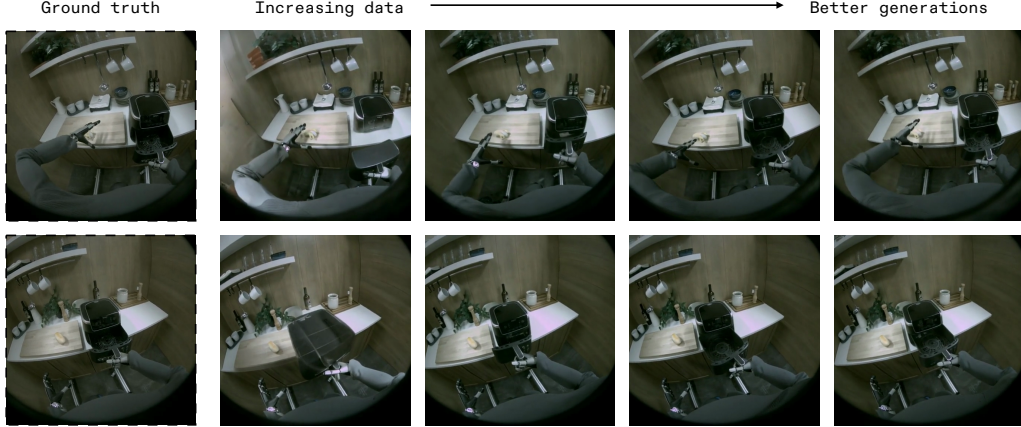 Ground truth
Increasing data
Better generations